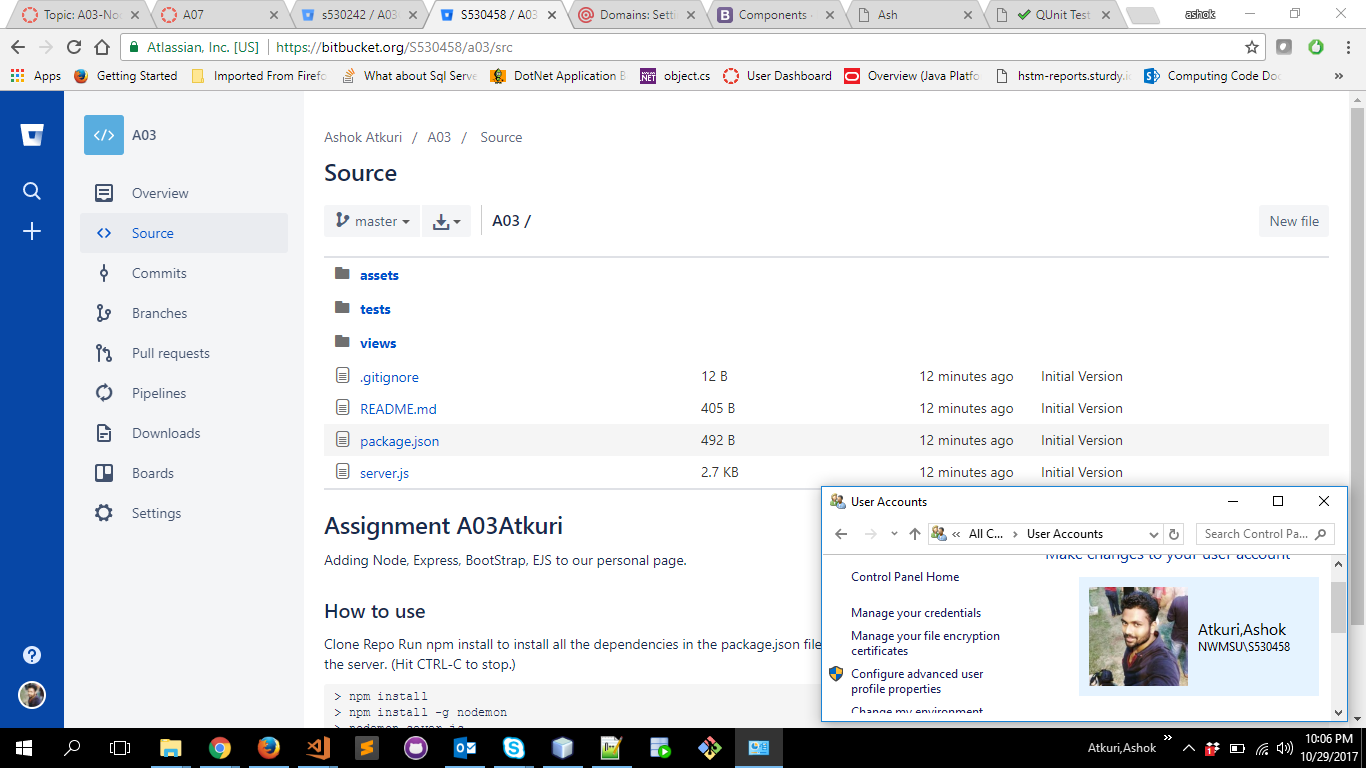 Topic: A03-No
A07
s530242 / A03
S530458 / A03
Domains: Setti
Components
Ash
QUnit Test
ashok
Atlassian, Inc. [US] https://bitbucket.org/S530458/a03/src
Apps Getting Started Imported From Firefo What about Sql Serve DotNet Application B object.cs User Dashboard Overview (Java Platfo hstm-reports.sturdy.i Computing Code Doc »
A03
Overview
Source
Commits
Branches
Pull requests
Pipelines
Downloads
Boards
Settings
Ashok Atkuri / A03 / Source
Source
master
A03 /
New file
assets
tests
views
.gitignore 12 B 12 minutes ago Initial Version
README.md 405 B 12 minutes ago Initial Version
package.json 492 B 12 minutes ago Initial Version
server.js 2.7 KB 12 minutes ago Initial Version
Assignment A03Atkuri
Adding Node, Express, BootStrap, EJS to our personal page.
How to use
Clone Repo Run npm install to install all the dependencies in the package.json file
the server. (Hit CTRL-C to stop.)
> npm install
> npm install -g nodemon
User Accounts
« All C... › User Accounts
Search Control Pa...
Make changes to your user account
Control Panel Home
Manage your credentials
Manage your file encryption
certificates
Configure advanced user
profile properties
Change my environment
Atkuri,Ashok
NWMSU\S530458
Atkuri,Ashok »
10:06 PM
10/29/2017